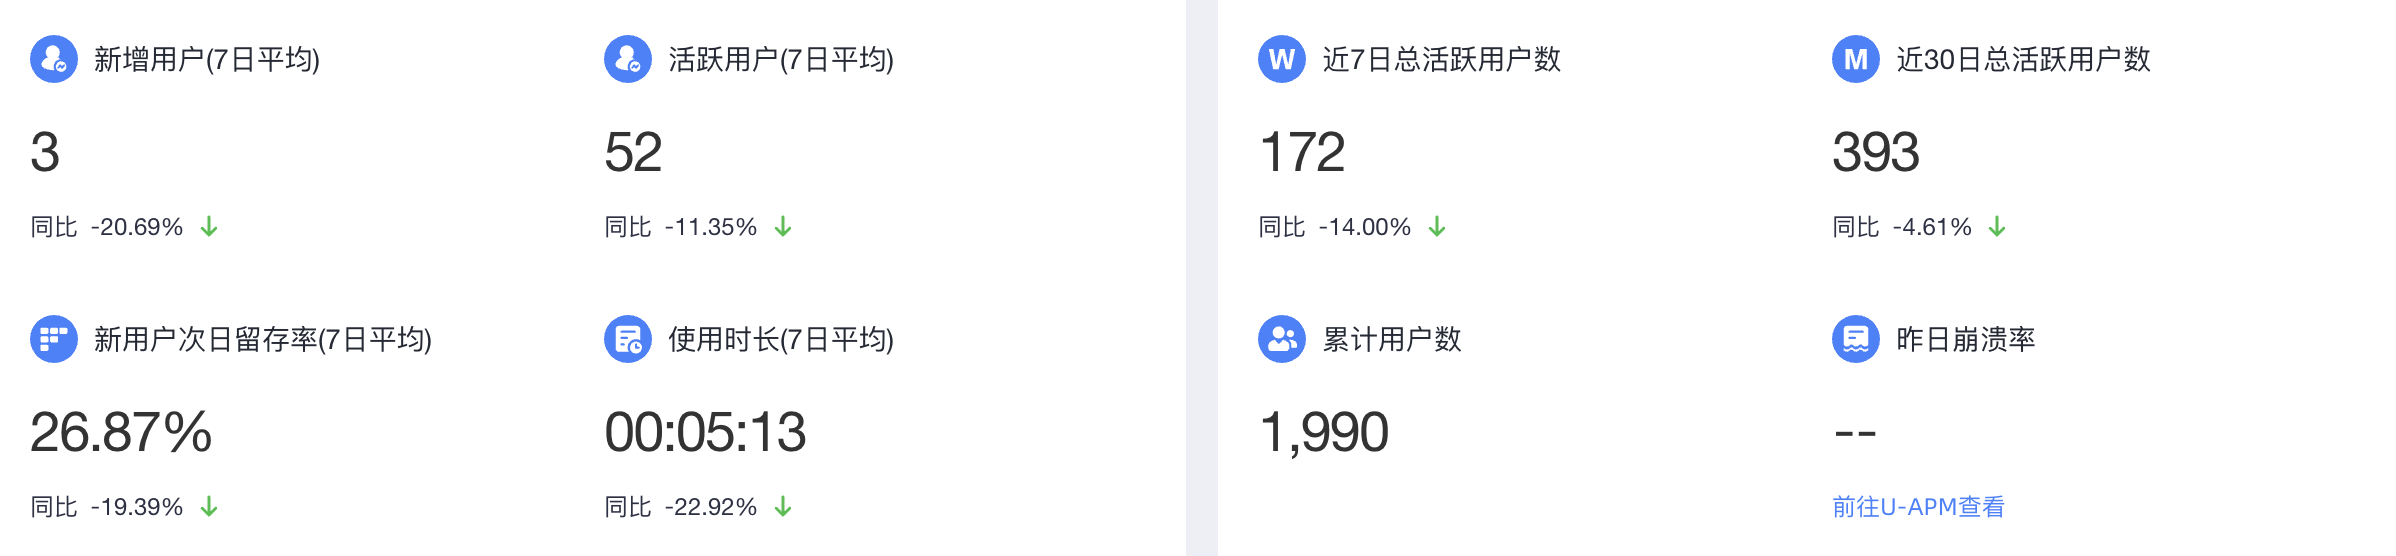 新增用户(7日平均)
活跃用户(7日平均)
W 近7日总活跃用户数
M 近30日总活跃用户数
3
52
172
393
同比 -20.69% ↓
同比 -11.35% ↓
同比 -14.00% ↓
同比 -4.61% ↓
新用户次日留存率(7日平均)
使用时长(7日平均)
累计用户数
昨日崩溃率
26.87%
00:05:13
1,990
--
同比 -19.39% ↓
同比 -22.92% ↓
前往U-APM查看